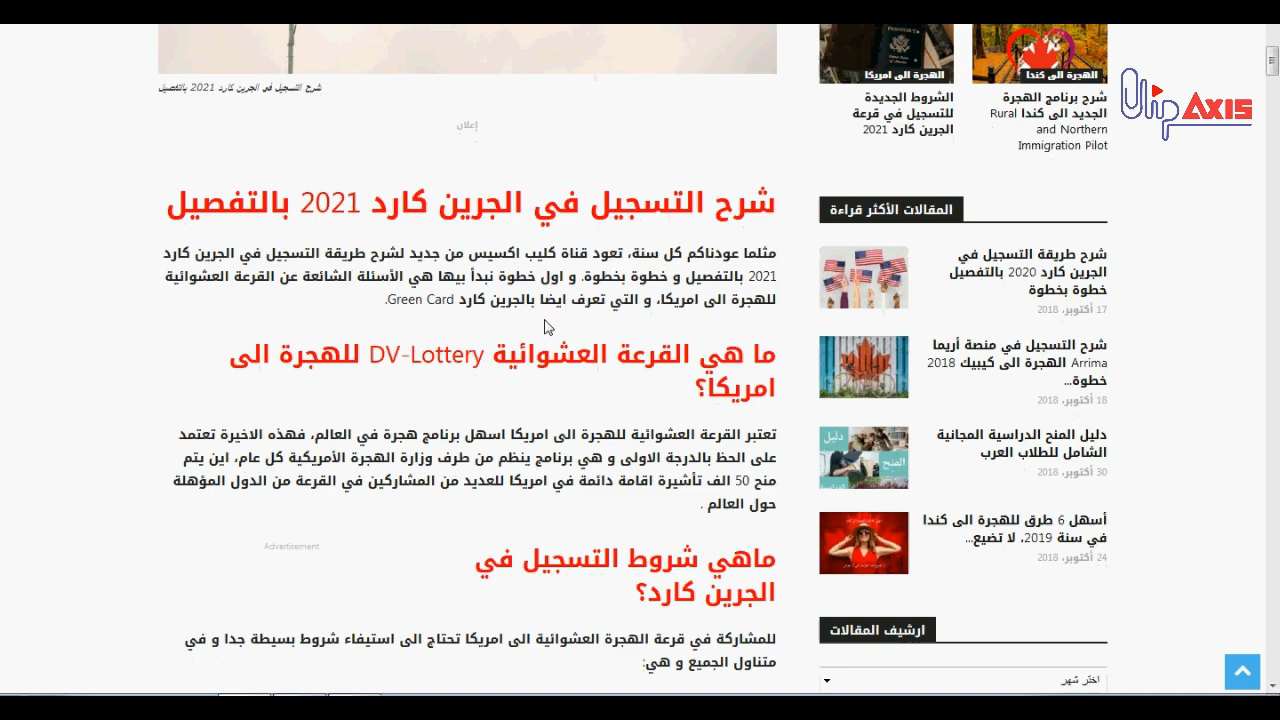 شرح التسجيل في الجرين كارد 2021 بالتفصيل
إعلان
شرح التسجيل في الجرين كارد 2021 بالتفصيل
مثلما عودناكم كل سنة، تعود قناة كليب اكسيس من جديد لشرح طريقة التسجيل في الجرين كارد
2021 بالتفصيل و خطوة بخطوة. و اول خطوة نبدأ بيها هي الأسئلة الشائعة عن القرعة العشوائية
للهجرة الى امريكا، و التي تعرف ايضا بالجرين كارد Green Card.
ما هي القرعة العشوائية DV-Lottery للهجرة الى
امريكا؟
تعتبر القرعة العشوائية للهجرة الى امريكا اسهل برنامج هجرة في العالم، فهذه الاخيرة تعتمد
على الحظ بالدرجة الاولى و هي برنامج ينظم من طرف وزارة الهجرة الأمريكية كل عام، اين يتم
منح 50 الف تأشيرة اقامة دائمة في امريكا للعديد من المشاركين في القرعة من الدول المؤهلة
حول العالم .
Advertisement
ماهي شروط التسجيل في
الجرين كارد؟
للمشاركة في قرعة الهجرة العشوائية الى امريكا تحتاج الى استيفاء شروط بسيطة جدا و في
متناول الجميع و هي:
الهجرة الى كندا
شرح برنامج الهجرة
الجديد الى كندا Rural
and Northern
Immigration Pilot
الهجرة الى امريكا
الشروط الجديدة
للتسجيل في قرعة
الجرين كارد 2021
ClipAxis
المقالات الأكثر قراءة
شرح طريقة التسجيل في
الجرين كارد 2020 بالتفصيل
خطوة بخطوة
17 أكتوبر، 2018
شرح التسجيل في منصة أريما
Arrima الهجرة الى كيبيك 2018
خطوة...
18 أكتوبر، 2018
دليل
المنح
دليل المنح الدراسية المجانية
الشامل للطلاب العرب
30 أكتوبر، 2018
أسهل 6 طرق للهجرة الى كندا
في سنة 2019، لا تضيع...
24 أكتوبر، 2018
ارشيف المقالات
اختر شهر